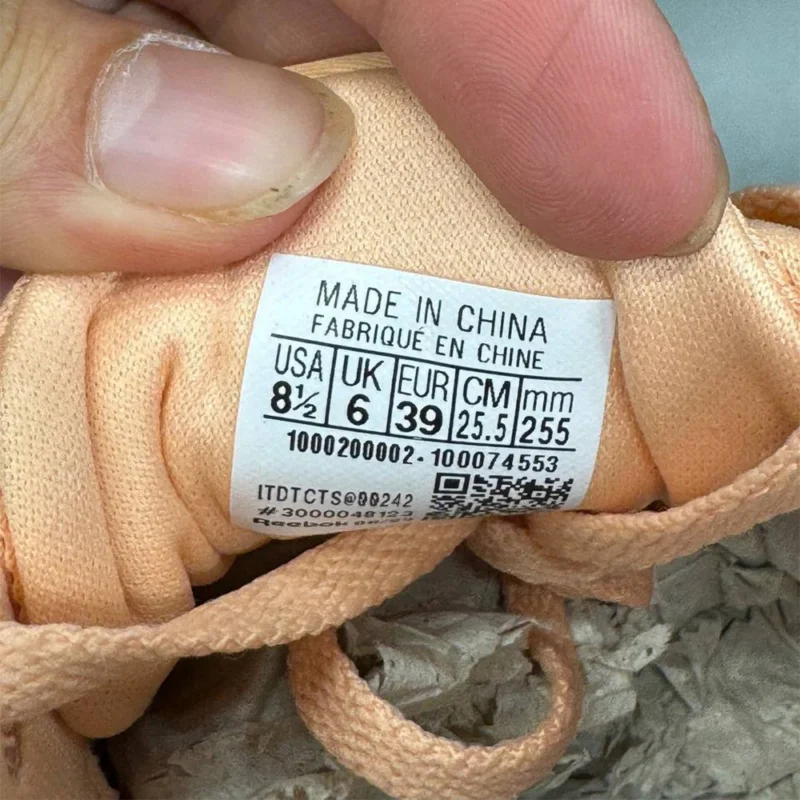 MADE IN CHINA
FABRIQUÉ EN CHINE
USA UK EUR CM mm
8½ 6 39 25.5 255
1000200002-100074553
ITDTCTS@00242
#3000048123
Reebok